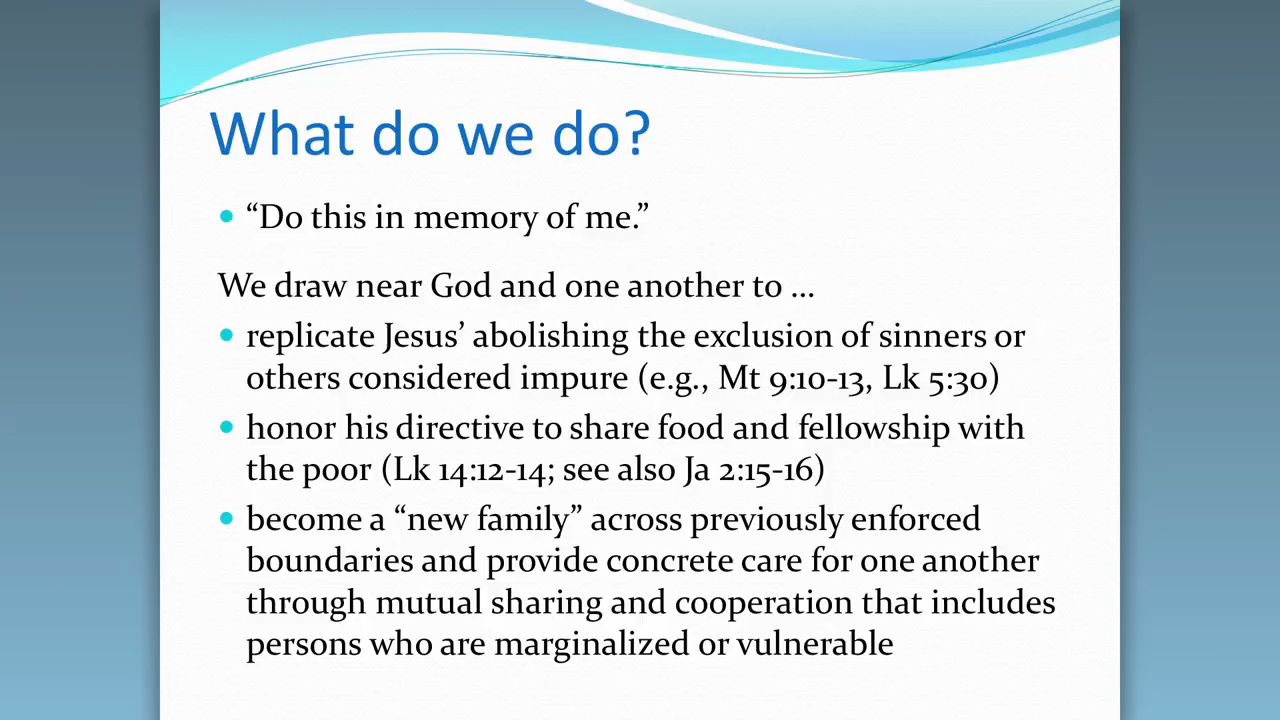 What do we do?
• “Do this in memory of me.”
We draw near God and one another to …
• replicate Jesus’ abolishing the exclusion of sinners or
others considered impure (e.g., Mt 9:10-13, Lk 5:30)
• honor his directive to share food and fellowship with
the poor (Lk 14:12-14; see also Ja 2:15-16)
• become a “new family” across previously enforced
boundaries and provide concrete care for one another
through mutual sharing and cooperation that includes
persons who are marginalized or vulnerable